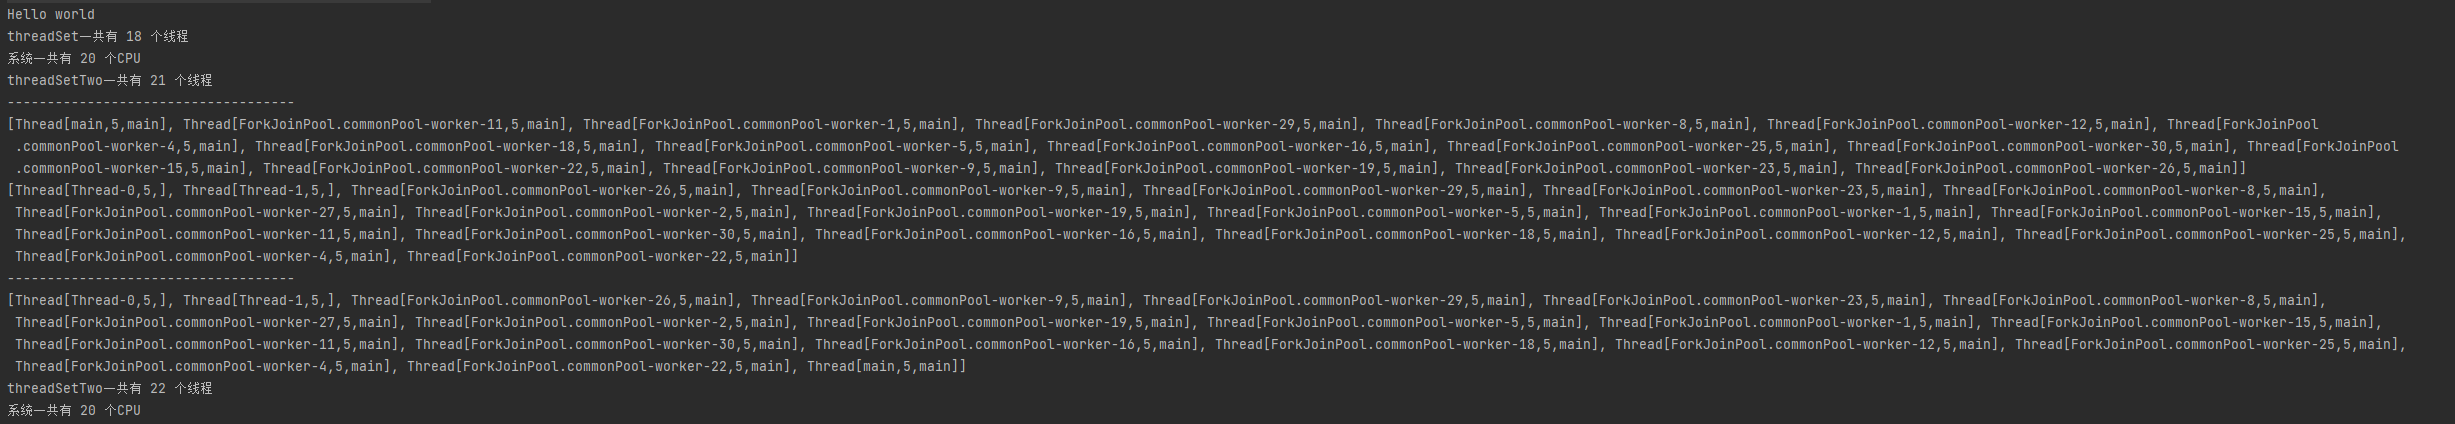 Hello world
threadSet一共有 18 个线程
系统一共有 20 个CPU
threadSetTwo一共有 21 个线程
------------------------------------
[Thread[main,5,main], Thread[ForkJoinPool.commonPool-worker-11,5,main], Thread[ForkJoinPool.commonPool-worker-1,5,main], Thread[ForkJoinPool.commonPool-worker-29,5,main], Thread[ForkJoinPool.commonPool-worker-8,5,main], Thread[ForkJoinPool.commonPool-worker-12,5,main], Thread[ForkJoinPool
.commonPool-worker-4,5,main], Thread[ForkJoinPool.commonPool-worker-18,5,main], Thread[ForkJoinPool.commonPool-worker-5,5,main], Thread[ForkJoinPool.commonPool-worker-16,5,main], Thread[ForkJoinPool.commonPool-worker-25,5,main], Thread[ForkJoinPool.commonPool-worker-30,5,main], Thread[ForkJoinPool
.commonPool-worker-15,5,main], Thread[ForkJoinPool.commonPool-worker-22,5,main], Thread[ForkJoinPool.commonPool-worker-9,5,main], Thread[ForkJoinPool.commonPool-worker-19,5,main], Thread[ForkJoinPool.commonPool-worker-23,5,main], Thread[ForkJoinPool.commonPool-worker-26,5,main]]
[Thread[Thread-0,5,], Thread[Thread-1,5,], Thread[ForkJoinPool.commonPool-worker-26,5,main], Thread[ForkJoinPool.commonPool-worker-9,5,main], Thread[ForkJoinPool.commonPool-worker-29,5,main], Thread[ForkJoinPool.commonPool-worker-23,5,main], Thread[ForkJoinPool.commonPool-worker-8,5,main],
Thread[ForkJoinPool.commonPool-worker-27,5,main], Thread[ForkJoinPool.commonPool-worker-2,5,main], Thread[ForkJoinPool.commonPool-worker-19,5,main], Thread[ForkJoinPool.commonPool-worker-5,5,main], Thread[ForkJoinPool.commonPool-worker-1,5,main], Thread[ForkJoinPool.commonPool-worker-15,5,main],
Thread[ForkJoinPool.commonPool-worker-11,5,main], Thread[ForkJoinPool.commonPool-worker-30,5,main], Thread[ForkJoinPool.commonPool-worker-16,5,main], Thread[ForkJoinPool.commonPool-worker-18,5,main], Thread[ForkJoinPool.commonPool-worker-12,5,main], Thread[ForkJoinPool.commonPool-worker-25,5,main],
Thread[ForkJoinPool.commonPool-worker-4,5,main], Thread[ForkJoinPool.commonPool-worker-22,5,main]]
------------------------------------
[Thread[Thread-0,5,], Thread[Thread-1,5,], Thread[ForkJoinPool.commonPool-worker-26,5,main], Thread[ForkJoinPool.commonPool-worker-9,5,main], Thread[ForkJoinPool.commonPool-worker-29,5,main], Thread[ForkJoinPool.commonPool-worker-23,5,main], Thread[ForkJoinPool.commonPool-worker-8,5,main],
Thread[ForkJoinPool.commonPool-worker-27,5,main], Thread[ForkJoinPool.commonPool-worker-2,5,main], Thread[ForkJoinPool.commonPool-worker-19,5,main], Thread[ForkJoinPool.commonPool-worker-5,5,main], Thread[ForkJoinPool.commonPool-worker-1,5,main], Thread[ForkJoinPool.commonPool-worker-15,5,main],
Thread[ForkJoinPool.commonPool-worker-11,5,main], Thread[ForkJoinPool.commonPool-worker-30,5,main], Thread[ForkJoinPool.commonPool-worker-16,5,main], Thread[ForkJoinPool.commonPool-worker-18,5,main], Thread[ForkJoinPool.commonPool-worker-12,5,main], Thread[ForkJoinPool.commonPool-worker-25,5,main],
Thread[ForkJoinPool.commonPool-worker-4,5,main], Thread[ForkJoinPool.commonPool-worker-22,5,main], Thread[main,5,main]]
threadSetTwo一共有 22 个线程
系统一共有 20 个CPU